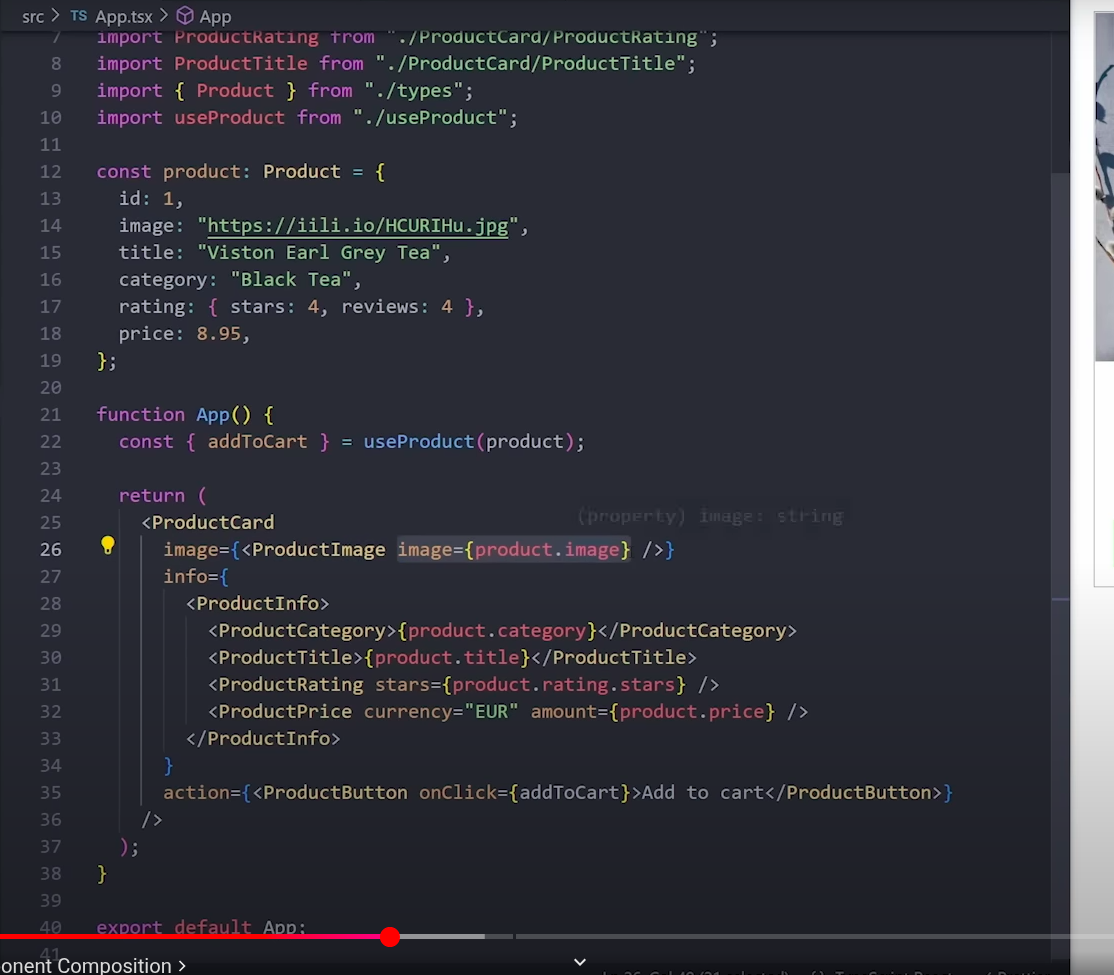 src > TS App.tsx > App
7 import ProductRating from "./ProductCard/ProductRating";
8 import ProductTitle from "./ProductCard/ProductTitle";
9 import { Product } from "./types";
10 import useProduct from "./useProduct";
11
12 const product: Product = {
13 id: 1,
14 image: "https://iili.io/HCURIHu.jpg",
15 title: "Viston Earl Grey Tea",
16 category: "Black Tea",
17 rating: { stars: 4, reviews: 4 },
18 price: 8.95,
19 };
20
21 function App() {
22 const { addToCart } = useProduct(product);
23
24 return (
(property) image: string
25 <ProductCard
26 image={<ProductImage image={product.image} />}
27 info={
28 <ProductInfo>
29 <ProductCategory>{product.category}</ProductCategory>
30 <ProductTitle>{product.title}</ProductTitle>
31 <ProductRating stars={product.rating.stars} />
32 <ProductPrice currency="EUR" amount={product.price} />
33 </ProductInfo>
34 }
35 action={<ProductButton onClick={addToCart}>Add to cart</ProductButton>}
36 />
37 );
38 }
39
40 export default App;
41
onent Composition >